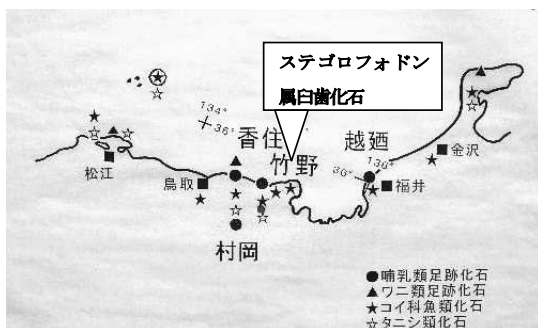 ステゴロフォドン
属臼歯化石
134°
36°
香住
竹野
越廼
136°
36°
金沢
福井
松江
鳥取
村岡
●哺乳類足跡化石
▲ワニ類足跡化石
★コイ科魚類化石
☆タニシ類化石